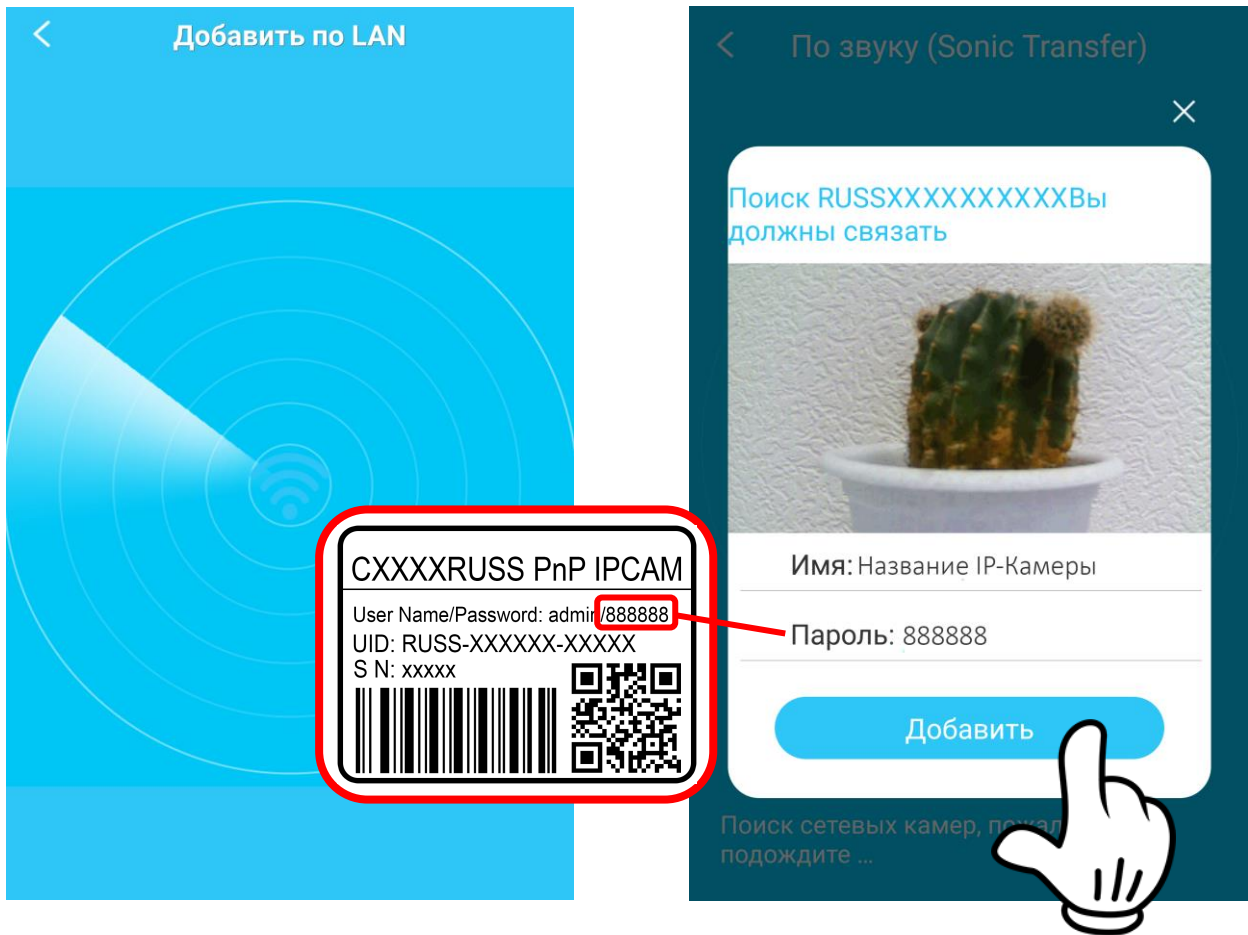 Добавить по LAN
CXXXXRUSS PnP IPCAM
User Name/Password: admin/888888
UID: RUSS-XXXXXX-XXXXX
S N: xxxxx
По звуку (Sonic Transfer)
Поиск RUSSXXXXXXXXXXВы
должны связать
Имя: Название IP-Камеры
Пароль: 888888
Добавить
Поиск сетевых камер,
подождите ...